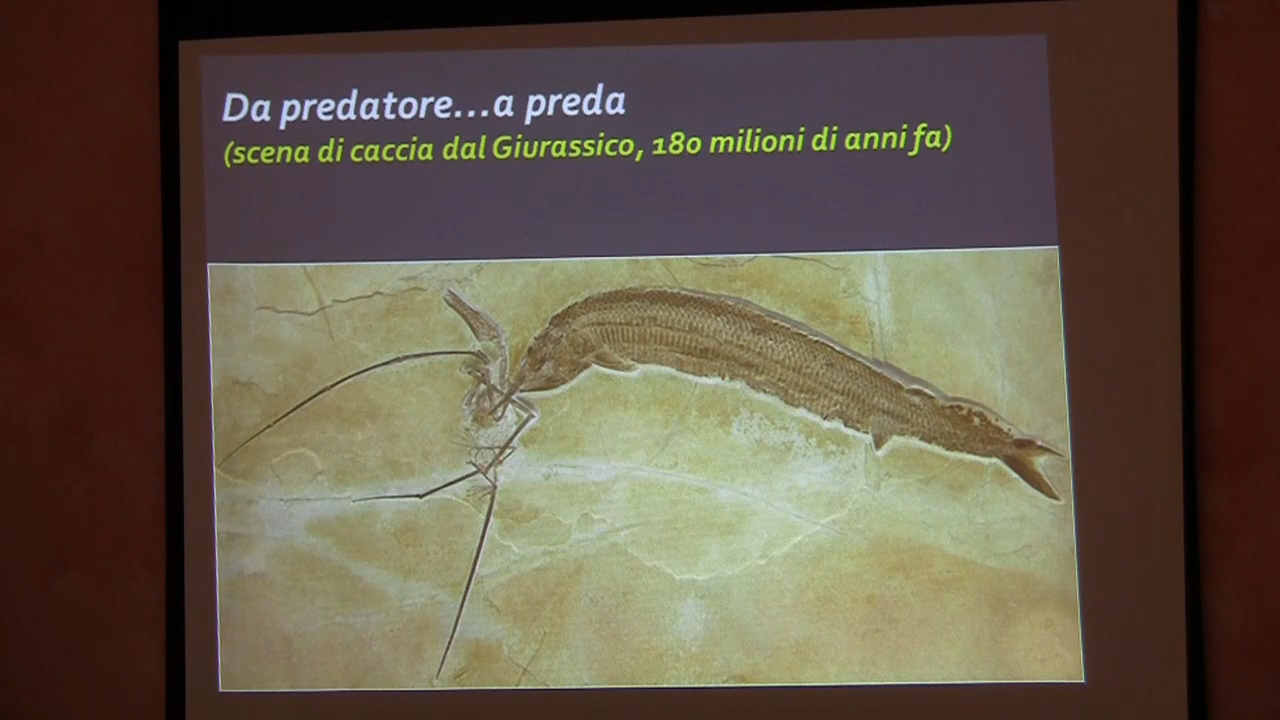 Da predatore...a preda
(scena di caccia dal Giurassico, 180 milioni di anni fa)